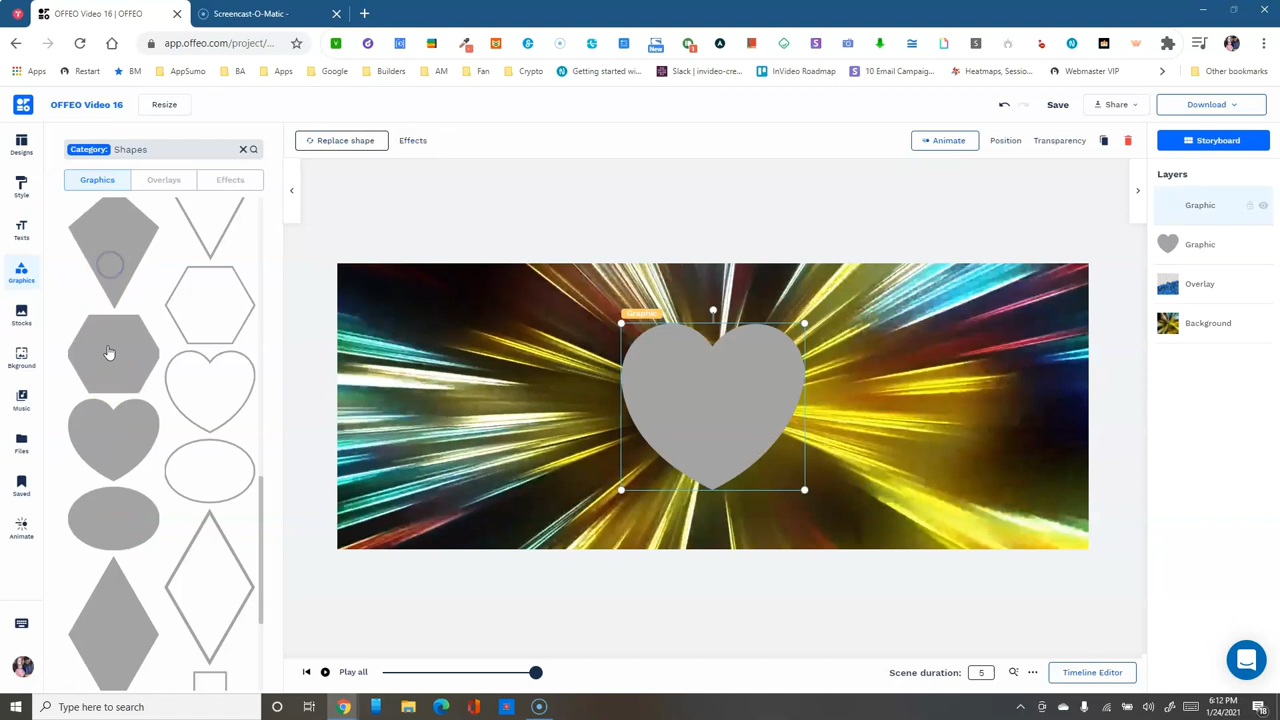 OFFEO Video 16 | OFFEO
Screencast-O-Matic -
app.offeo.com/project/...
New
Apps
Restart
BM
AppSumo
BA
Apps
Google
Builders
AM
Fan
Crypto
Getting started wi...
Slack | invideo-cre...
InVideo Roadmap
10 Email Campaig...
Heatmaps, Sessio...
Webmaster VIP
Other bookmarks
OFFEO Video 16
Resize
Save
Share
Download
Designs
Style
Texts
Graphics
Stocks
Bkground
Music
Files
Saved
Animate
Category: Shapes
Graphics
Overlays
Effects
Replace shape
Effects
Animate
Position
Transparency
Storyboard
Layers
Graphic
Graphic
Overlay
Background
Graphic
Play all
Scene duration: 5
Timeline Editor
Type here to search
6:12 PM
1/24/2021
18